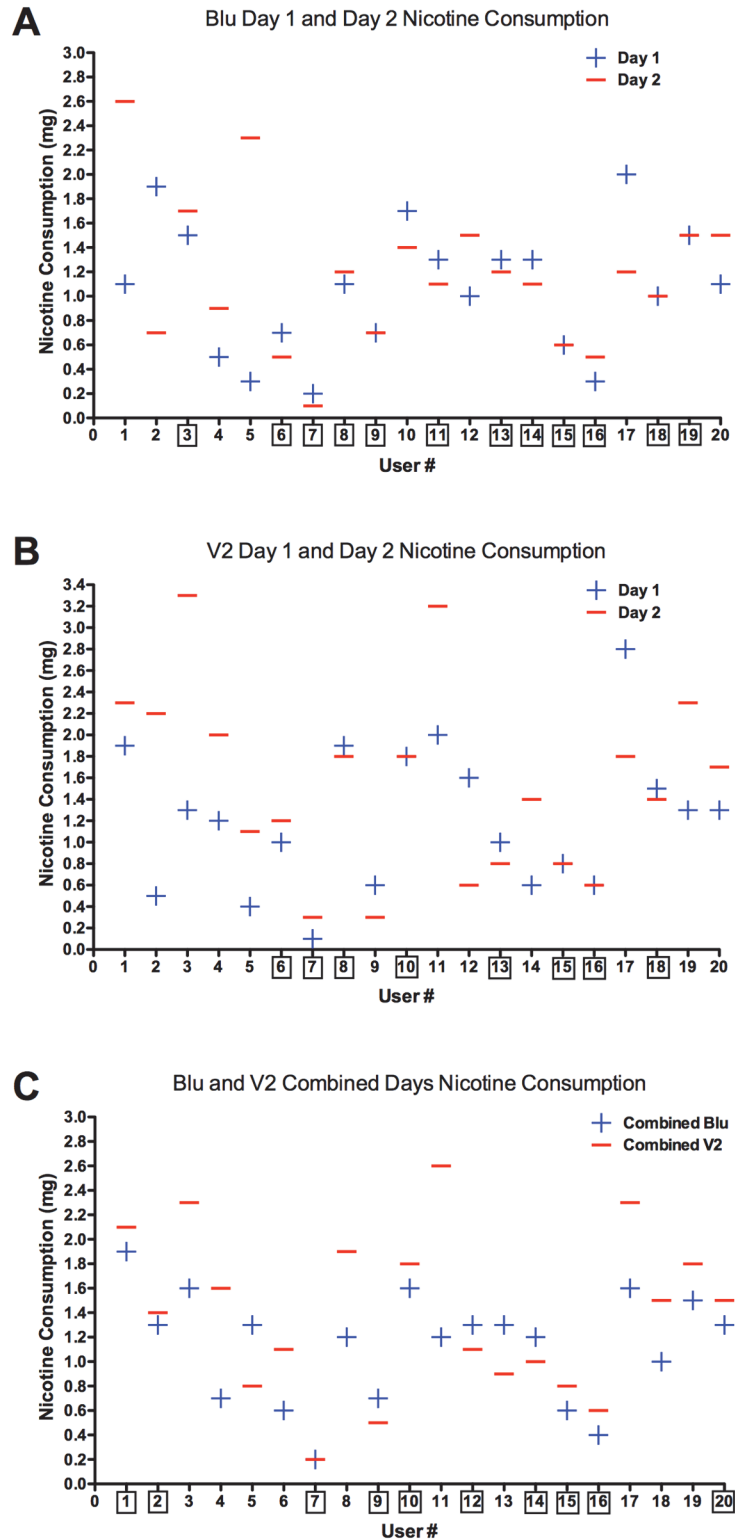 A
Blu Day 1 and Day 2 Nicotine Consumption
Day 1
Day 2
Nicotine Consumption (mg)
3.0
2.8
2.6
2.4
2.2
2.0
1.8
1.6
1.4
1.2
1.0
0.8
0.6
0.4
0.2
0.0
0 1 2 3 4 5 6 7 8 9 10 11 12 13 14 15 16 17 18 19 20
User #
B
V2 Day 1 and Day 2 Nicotine Consumption
Day 1
Day 2
Nicotine Consumption (mg)
3.4
3.2
3.0
2.8
2.6
2.4
2.2
2.0
1.8
1.6
1.4
1.2
1.0
0.8
0.6
0.4
0.2
0.0
0 1 2 3 4 5 6 7 8 9 10 11 12 13 14 15 16 17 18 19 20
User #
C
Blu and V2 Combined Days Nicotine Consumption
Combined Blu
Combined V2
Nicotine Consumption (mg)
3.0
2.8
2.6
2.4
2.2
2.0
1.8
1.6
1.4
1.2
1.0
0.8
0.6
0.4
0.2
0.0
0 1 2 3 4 5 6 7 8 9 10 11 12 13 14 15 16 17 18 19 20
User #